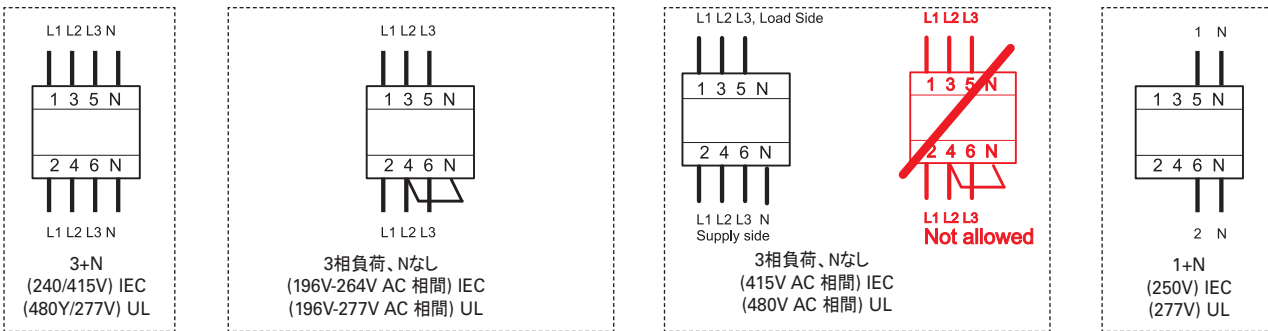 L1 L2 L3 N
1 3 5 N
2 4 6 N
L1 L2 L3 N
3+N
(240/415V) IEC
(480Y/277V) UL
L1 L2 L3
1 3 5 N
2 4 6 N
L1 L2 L3
3相負荷、Nなし
(196V-264V AC 相間) IEC
(196V-277V AC 相間) UL
L1 L2 L3, Load Side
1 3 5 N
2 4 6 N
L1 L2 L3 N
Supply side
L1 L2 L3
1 3 5 N
2 4 6 N
L1 L2 L3
Not allowed
3相負荷、Nなし
(415V AC 相間) IEC
(480V AC 相間) UL
1 N
1 3 5 N
2 4 6 N
2 N
1+N
(250V) IEC
(277V) UL